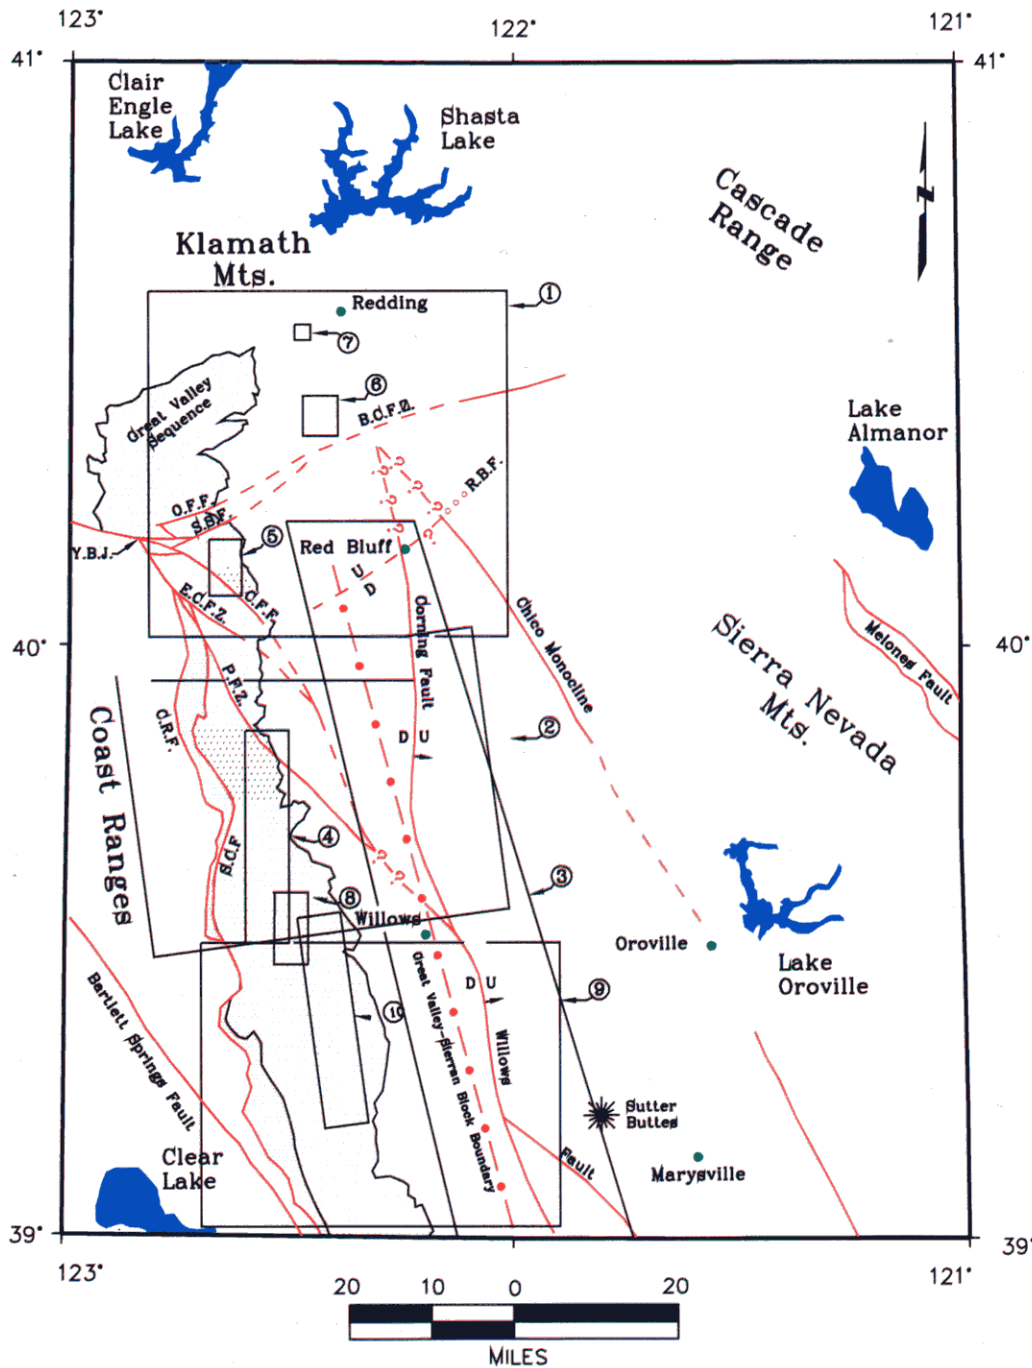 123°
122°
121°
41°
41°
Clair
Engle
Lake
Shasta
Lake
Cascade
Range
N
Klamath
Mts.
1
Redding
7
6
Great Valley
Sequence
B.C.F.Z.
Lake
Almanor
R.B.F.
O.F.F.
S.B.F.
? ? ? ? ? ? ?
Y.B.J.
5
Red Bluff
U
D
E.C.F.Z.
C.F.F.
Corning Fault
Chico Monocline
Melones Fault
40°
40°
Sierra Nevada
Mts.
P.F.Z.
C.R.F.
Coast Ranges
D U
2
4
S.C.F
3
? ?
8
Willows
Oroville
Lake
Oroville
Bartlett
Springs Fault
Great Valley-Sierran Block Boundary
D U
9
10
Willows
Fault
Sutter
Buttes
Marysville
Clear
Lake
39°
39°
123°
121°
20 10 0 20
MILES